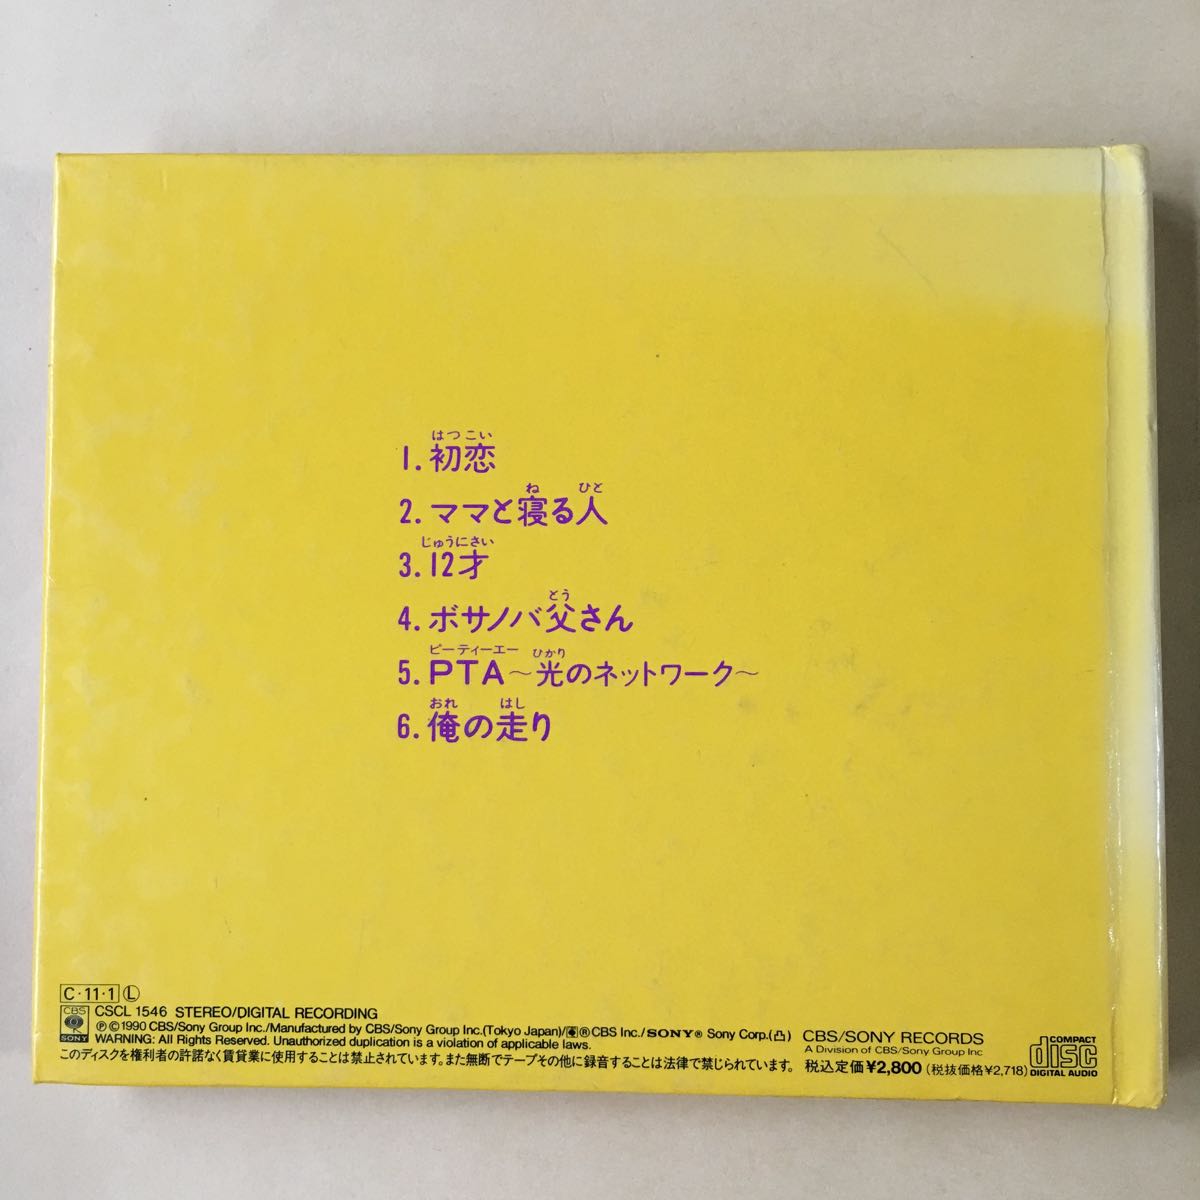 はつこい
1. 初恋
ね ひと
2. ママと寝る人
じゅうにさい
3. 12才
とう
4. ボサノバ父さん
ピーティーエー ひかり
5. PTA〜光のネットワーク〜
おれ はし
6. 俺の走り
C・11・1 Ⓛ
CBS SONY CSCL 1546 STEREO/DIGITAL RECORDING
Ⓟ©1990 CBS/Sony Group Inc./Manufactured by CBS/Sony Group Inc.(Tokyo Japan)/®CBS Inc./SONY® Sony Corp.(凸)
WARNING: All Rights Reserved. Unauthorized duplication is a violation of applicable laws.
このディスクを権利者の許諾なく賃貸業に使用することは禁止されています。また無断でテープその他に録音することは法律で禁じられています。
CBS/SONY RECORDS
A Division of CBS/Sony Group Inc
税込定価¥2,800(税抜価格¥2,718)
COMPACT
disc
DIGITAL AUDIO